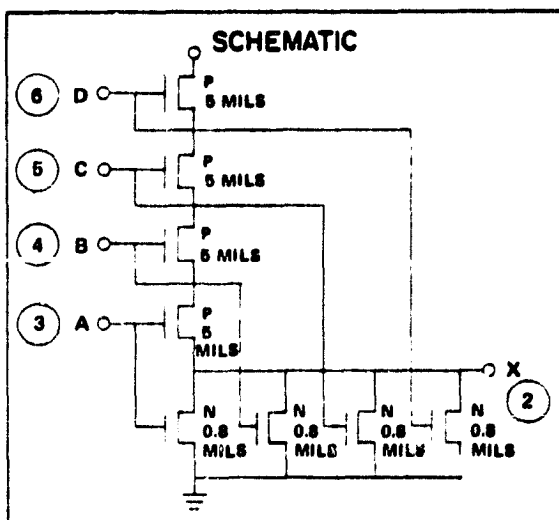 SCHEMATIC
6 D P
5 MILS
5 C P
5 MILS
4 B P
5 MILS
3 A P
5
MILS
X
2
N N N N
0.8 0.8 0.8 0.8
MILS MILS MILS MILS